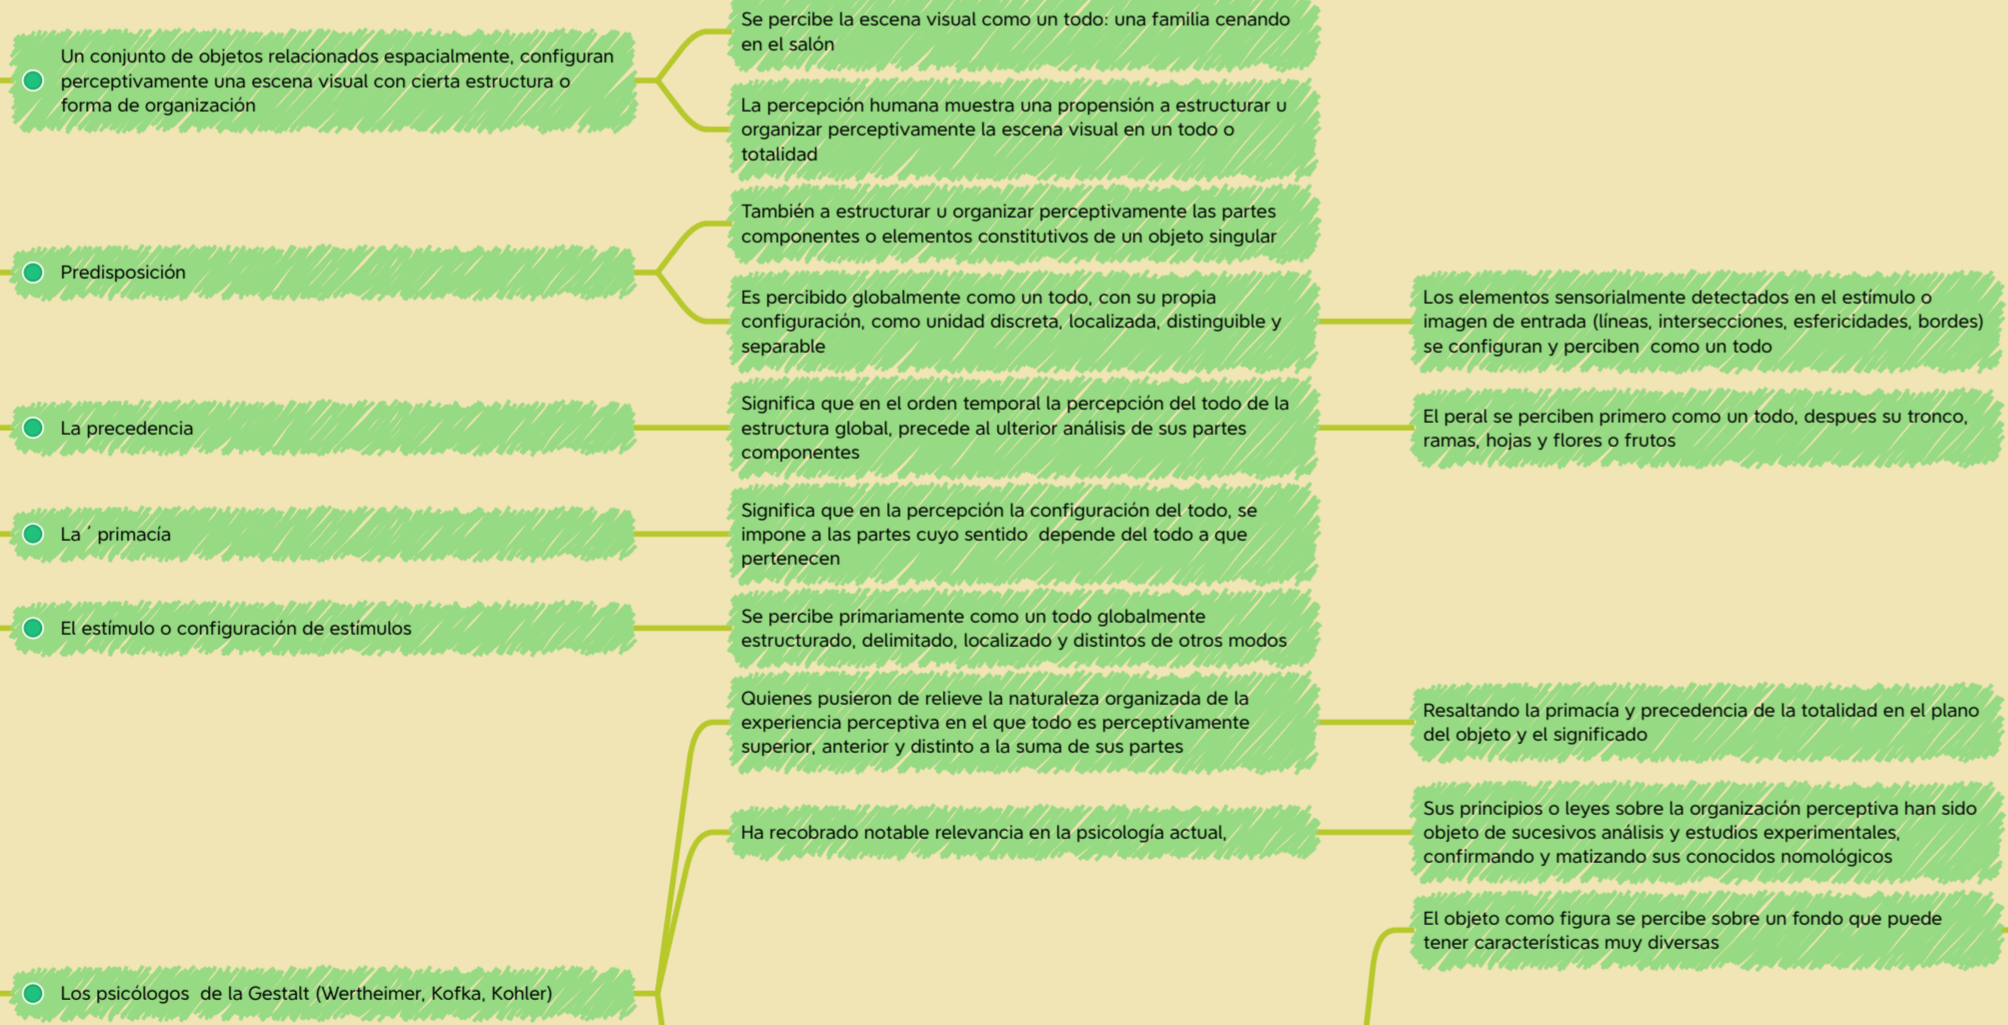 Un conjunto de objetos relacionados espacialmente, configuran
perceptivamente una escena visual con cierta estructura o
forma de organización
Se percibe la escena visual como un todo: una familia cenando
en el salón
La percepción humana muestra una propensión a estructurar u
organizar perceptivamente la escena visual en un todo o
totalidad
Predisposición
También a estructurar u organizar perceptivamente las partes
componentes o elementos constitutivos de un objeto singular
Es percibido globalmente como un todo, con su propia
configuración, como unidad discreta, localizada, distinguible y
separable
Los elementos sensorialmente detectados en el estímulo o
imagen de entrada (líneas, intersecciones, esfericidades, bordes)
se configuran y perciben  como un todo
La precedencia
Significa que en el orden temporal la percepción del todo de la
estructura global, precede al ulterior análisis de sus partes
componentes
El peral se perciben primero como un todo, despues su tronco,
ramas, hojas y flores o frutos
La ´ primacía
Significa que en la percepción la configuración del todo, se
impone a las partes cuyo sentido  depende del todo a que
pertenecen
El estímulo o configuración de estímulos
Se percibe primariamente como un todo globalmente
estructurado, delimitado, localizado y distintos de otros modos
Los psicólogos  de la Gestalt (Wertheimer, Kofka, Kohler)
Quienes pusieron de relieve la naturaleza organizada de la
experiencia perceptiva en el que todo es perceptivamente
superior, anterior y distinto a la suma de sus partes
Resaltando la primacía y precedencia de la totalidad en el plano
del objeto y el significado
Ha recobrado notable relevancia en la psicología actual,
Sus principios o leyes sobre la organización perceptiva han sido
objeto de sucesivos análisis y estudios experimentales,
confirmando y matizando sus conocidos nomológicos
El objeto como figura se percibe sobre un fondo que puede
tener características muy diversas